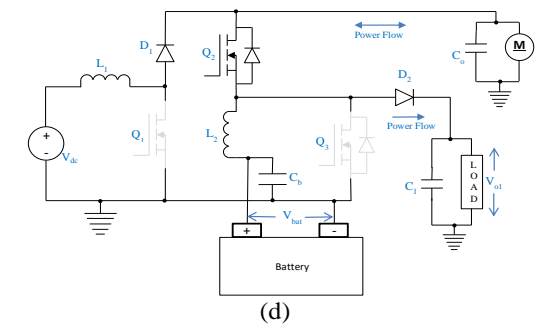 D1
Q2
Power Flow
Co
M
L1
D2
Power Flow
+
-
Vdc
Q1
L2
Q3
Cb
C1
LOAD
Vo1
Vbat
+
-
Battery
(d)